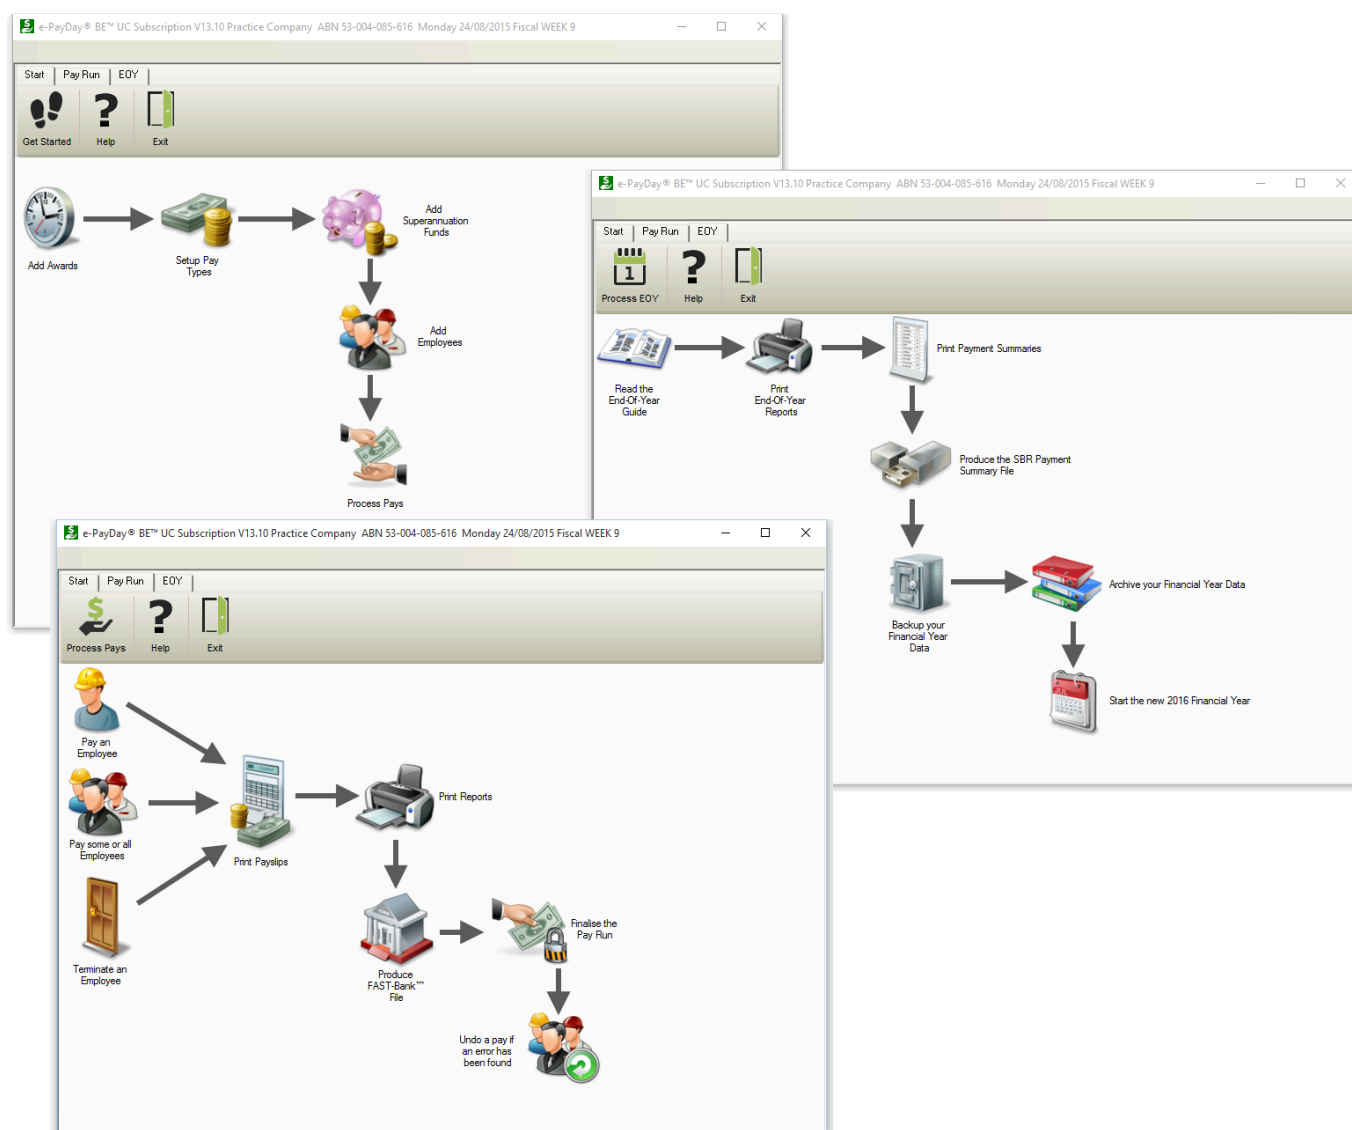 e-PayDay® BE™ UC Subscription V13.10 Practice Company ABN 53-004-085-616 Monday 24/08/2015 Fiscal WEEK 9
Start
Pay Run
EOY
Get Started
Help
Exit
Add Awards
Setup Pay
Types
Add
Superannuation
Funds
Add
Employees
Process Pays
e-PayDay® BE™ UC Subscription V13.10 Practice Company ABN 53-004-085-616 Monday 24/08/2015 Fiscal WEEK 9
Start
Pay Run
EOY
1
Process EOY
Help
Exit
Read the
End-Of-Year
Guide
Print
End-Of-Year
Reports
Print Payment Summaries
Produce the SBR Payment
Summary File
Backup your
Financial Year
Data
Archive your Financial Year Data
JUL
Start the new 2016 Financial Year
e-PayDay® BE™ UC Subscription V13.10 Practice Company ABN 53-004-085-616 Monday 24/08/2015 Fiscal WEEK 9
Start
Pay Run
EOY
Process Pays
Help
Exit
Pay an
Employee
Pay some or all
Employees
Terminate an
Employee
Print Payslips
Print Reports
Produce
FAST-Bank™
File
Finalise the
Pay Run
Undo a pay if
an error has
been found